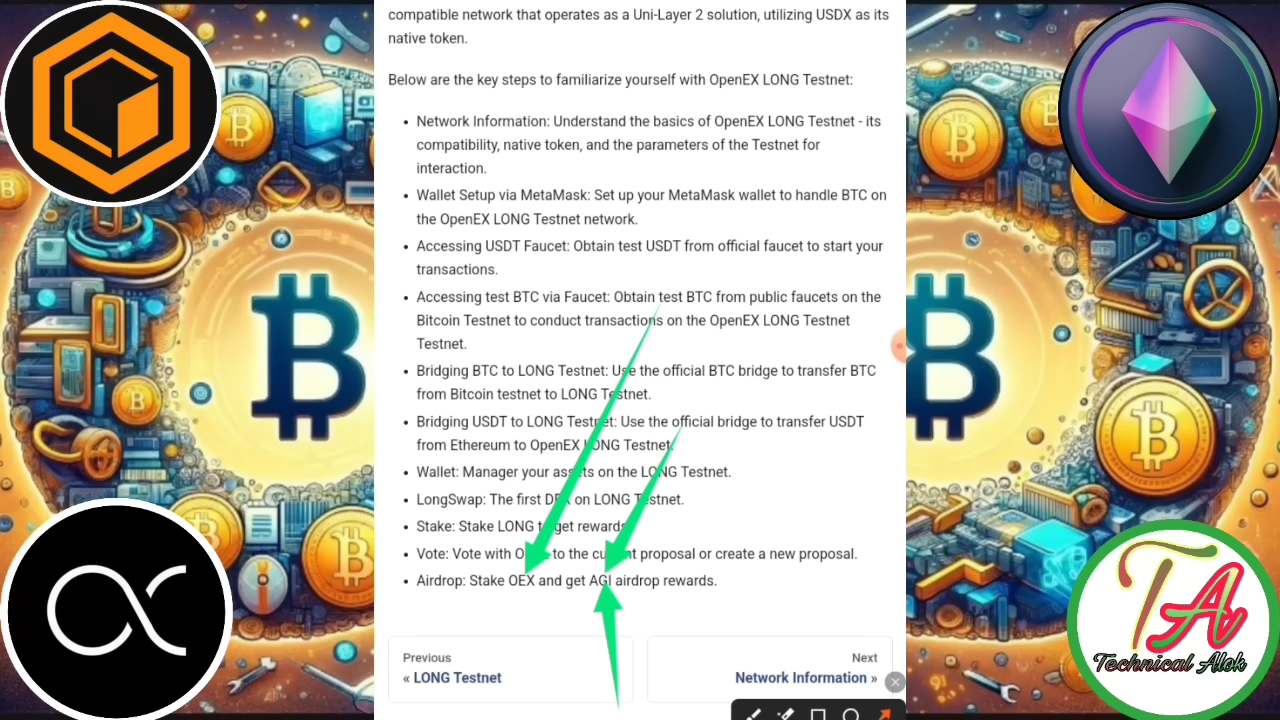 compatible network that operates as a Uni-Layer 2 solution, utilizing USDX as its
native token.
Below are the key steps to familiarize yourself with OpenEX LONG Testnet:
• Network Information: Understand the basics of OpenEX LONG Testnet - its
compatibility, native token, and the parameters of the Testnet for
interaction.
• Wallet Setup via MetaMask: Set up your MetaMask wallet to handle BTC on
the OpenEX LONG Testnet network.
• Accessing USDT Faucet: Obtain test USDT from official faucet to start your
transactions.
• Accessing test BTC via Faucet: Obtain test BTC from public faucets on the
Bitcoin Testnet to conduct transactions on the OpenEX LONG Testnet
Testnet.
• Bridging BTC to LONG Testnet: Use the official BTC bridge to transfer BTC
from Bitcoin testnet to LONG Testnet.
• Bridging USDT to LONG Testnet: Use the official bridge to transfer USDT
from Ethereum to OpenEX LONG Testnet.
• Wallet: Manager your assets on the LONG Testnet.
• LongSwap: The first DEX on LONG Testnet.
• Stake: Stake LONG to get rewards
• Vote: Vote with to the current proposal or create a new proposal.
• Airdrop: Stake OEX and get AGI airdrop rewards.
Previous
« LONG Testnet
Next
Network Information »
TA
Technical Alok